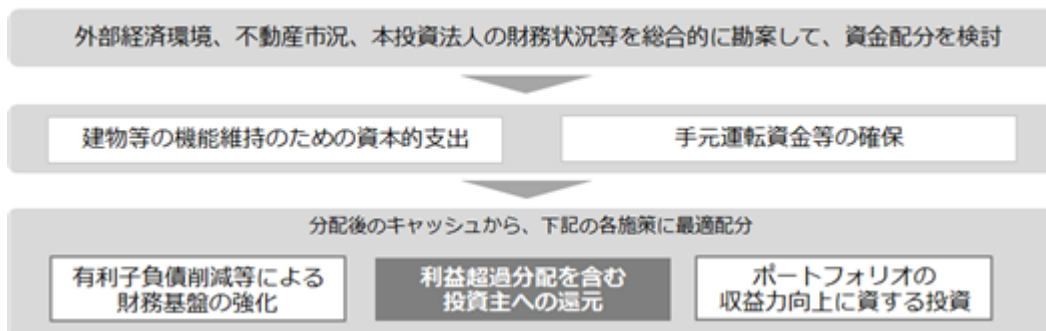 外部経済環境、不動産市況、本投資法人の財務状況等を総合的に勘案して、資金配分を検討
建物等の機能維持のための資本的支出
手元運転資金等の確保
分配後のキャッシュから、下記の各施策に最適配分
有利子負債削減等による
財務基盤の強化
利益超過分配を含む
投資主への還元
ポートフォリオの
収益力向上に資する投資